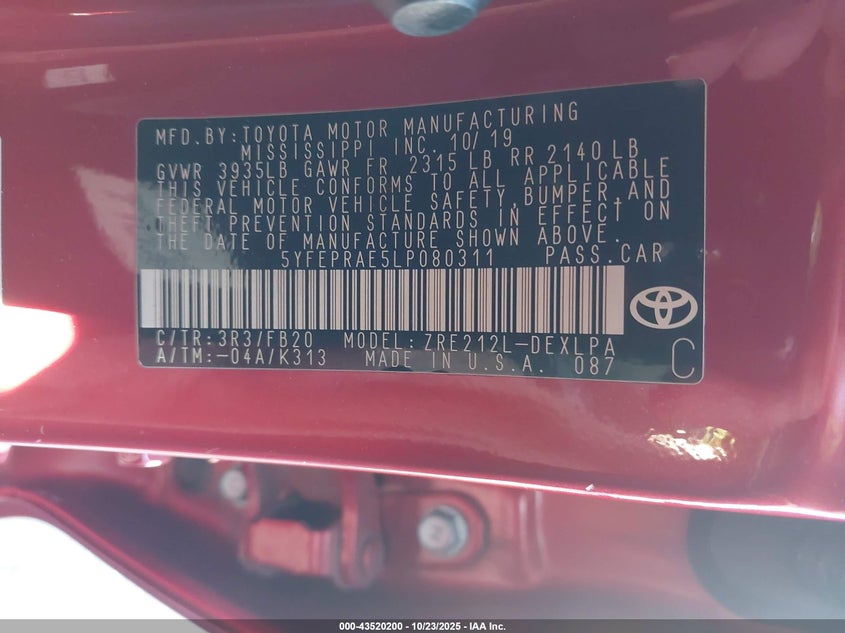 MFD. BY: TOYOTA MOTOR MANUFACTURING
MISSISSIPPI INC. 10/19
GVWR 3935LB GAWR FR 2315 LB RR 2140 LB
THIS VEHICLE CONFORMS TO ALL APPLICABLE
FEDERAL MOTOR VEHICLE SAFETY, BUMPER, AND
THEFT PREVENTION STANDARDS IN EFFECT ON
THE DATE OF MANUFACTURE SHOWN ABOVE.
5YFEPRAE5LP080311 PASS. CAR
C/TR: 3R3/FB20 MODEL: ZRE212L-DEXLPA
A/TM: -04A/K313 MADE IN U.S.A. 087 C
000-43520200 - 10/23/2025 - IAA Inc.